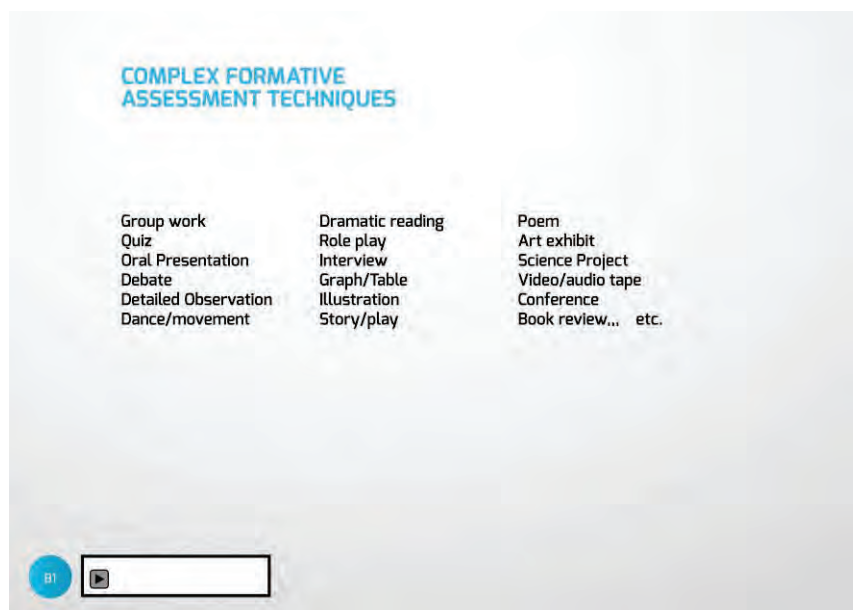 COMPLEX FORMATIVE
ASSESSMENT TECHNIQUES
Group work
Quiz
Oral Presentation
Debate
Detailed Observation
Dance/movement
Dramatic reading
Role play
Interview
Graph/Table
Illustration
Story/play
Poem
Art exhibit
Science Project
Video/audio tape
Conference
Book review,,, etc.
B1